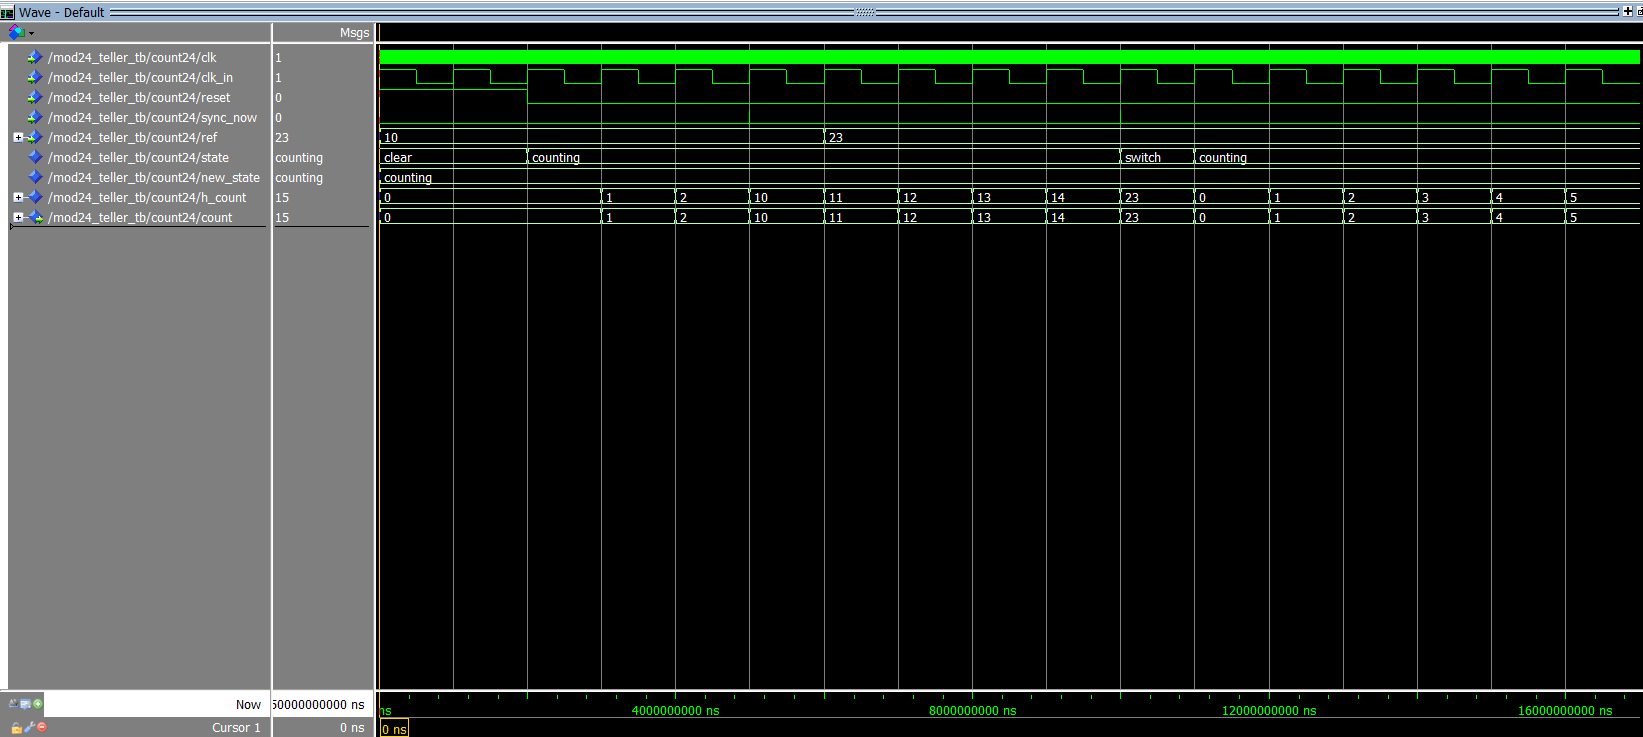 Wave - Default
Msgs
/mod24_teller_tb/count24/clk 1
/mod24_teller_tb/count24/clk_in 1
/mod24_teller_tb/count24/reset 0
/mod24_teller_tb/count24/sync_now 0
/mod24_teller_tb/count24/ref 23 10 23
/mod24_teller_tb/count24/state counting clear counting switch counting
/mod24_teller_tb/count24/new_state counting counting
/mod24_teller_tb/count24/h_count 15 0 1 2 10 11 12 13 14 23 0 1 2 3 4 5
/mod24_teller_tb/count24/count 15 0 1 2 10 11 12 13 14 23 0 1 2 3 4 5
Now 50000000000 ns ns 4000000000 ns 8000000000 ns 12000000000 ns 16000000000 ns
Cursor 1 0 ns 0 ns